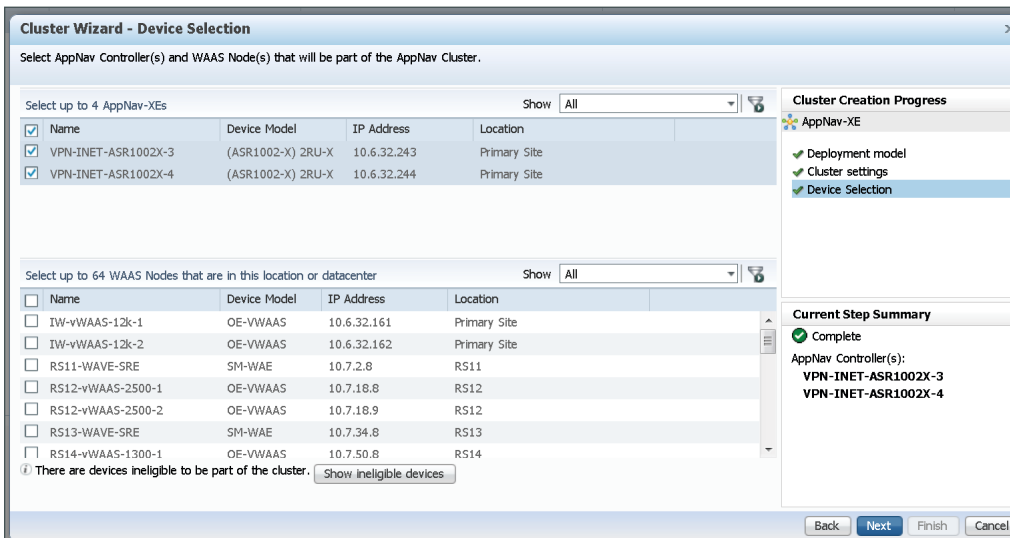 Cluster Wizard - Device Selection
Select AppNav Controller(s) and WAAS Node(s) that will be part of the AppNav Cluster.
Select up to 4 AppNav-XEs Show All
Name Device Model IP Address Location
VPN-INET-ASR1002X-3 (ASR1002-X) 2RU-X 10.6.32.243 Primary Site
VPN-INET-ASR1002X-4 (ASR1002-X) 2RU-X 10.6.32.244 Primary Site
Select up to 64 WAAS Nodes that are in this location or datacenter Show All
Name Device Model IP Address Location
IW-vWAAS-12k-1 OE-VWAAS 10.6.32.161 Primary Site
IW-vWAAS-12k-2 OE-VWAAS 10.6.32.162 Primary Site
RS11-WAVE-SRE SM-WAE 10.7.2.8 RS11
RS12-vWAAS-2500-1 OE-VWAAS 10.7.18.8 RS12
RS12-vWAAS-2500-2 OE-VWAAS 10.7.18.9 RS12
RS13-WAVE-SRE SM-WAE 10.7.34.8 RS13
RS14-vWAAS-1300-1 OE-VWAAS 10.7.50.8 RS14
There are devices ineligible to be part of the cluster. Show ineligible devices
Cluster Creation Progress
AppNav-XE
Deployment model
Cluster settings
Device Selection
Current Step Summary
Complete
AppNav Controller(s):
VPN-INET-ASR1002X-3
VPN-INET-ASR1002X-4
Back Next Finish Cancel